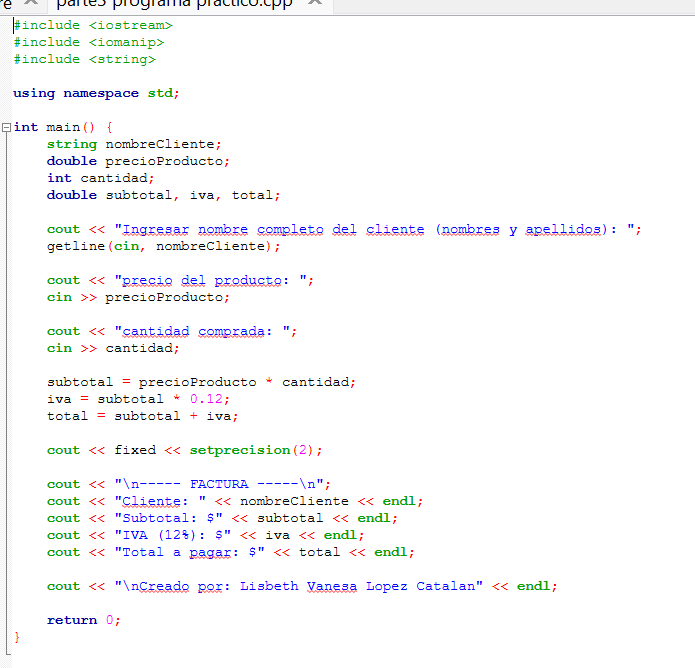 parte3 programa practico.cpp
#include <iostream>
#include <iomanip>
#include <string>
using namespace std;
int main() {
string nombreCliente;
double precioProducto;
int cantidad;
double subtotal, iva, total;
cout << "Ingresar nombre completo del cliente (nombres y apellidos): ";
getline(cin, nombreCliente);
cout << "precio del producto: ";
cin >> precioProducto;
cout << "cantidad comprada: ";
cin >> cantidad;
subtotal = precioProducto * cantidad;
iva = subtotal * 0.12;
total = subtotal + iva;
cout << fixed << setprecision(2);
cout << "\n----- FACTURA -----\n";
cout << "Cliente: " << nombreCliente << endl;
cout << "Subtotal: $" << subtotal << endl;
cout << "IVA (12%): $" << iva << endl;
cout << "Total a pagar: $" << total << endl;
cout << "\nCreado por: Lisbeth Vanesa Lopez Catalan" << endl;
return 0;
}